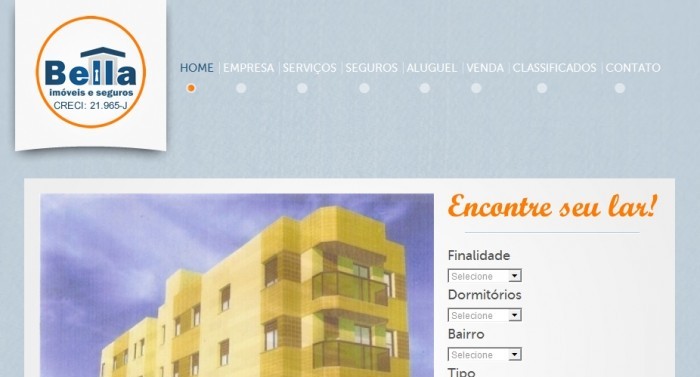 Bella
imóveis e seguros
CRECI: 21.965-J
HOME | EMPRESA | SERVIÇOS | SEGUROS | ALUGUEL | VENDA | CLASSIFICADOS | CONTATO
Encontre seu lar!
Finalidade
Selecione
Dormitórios
Selecione
Bairro
Selecione
Tipo